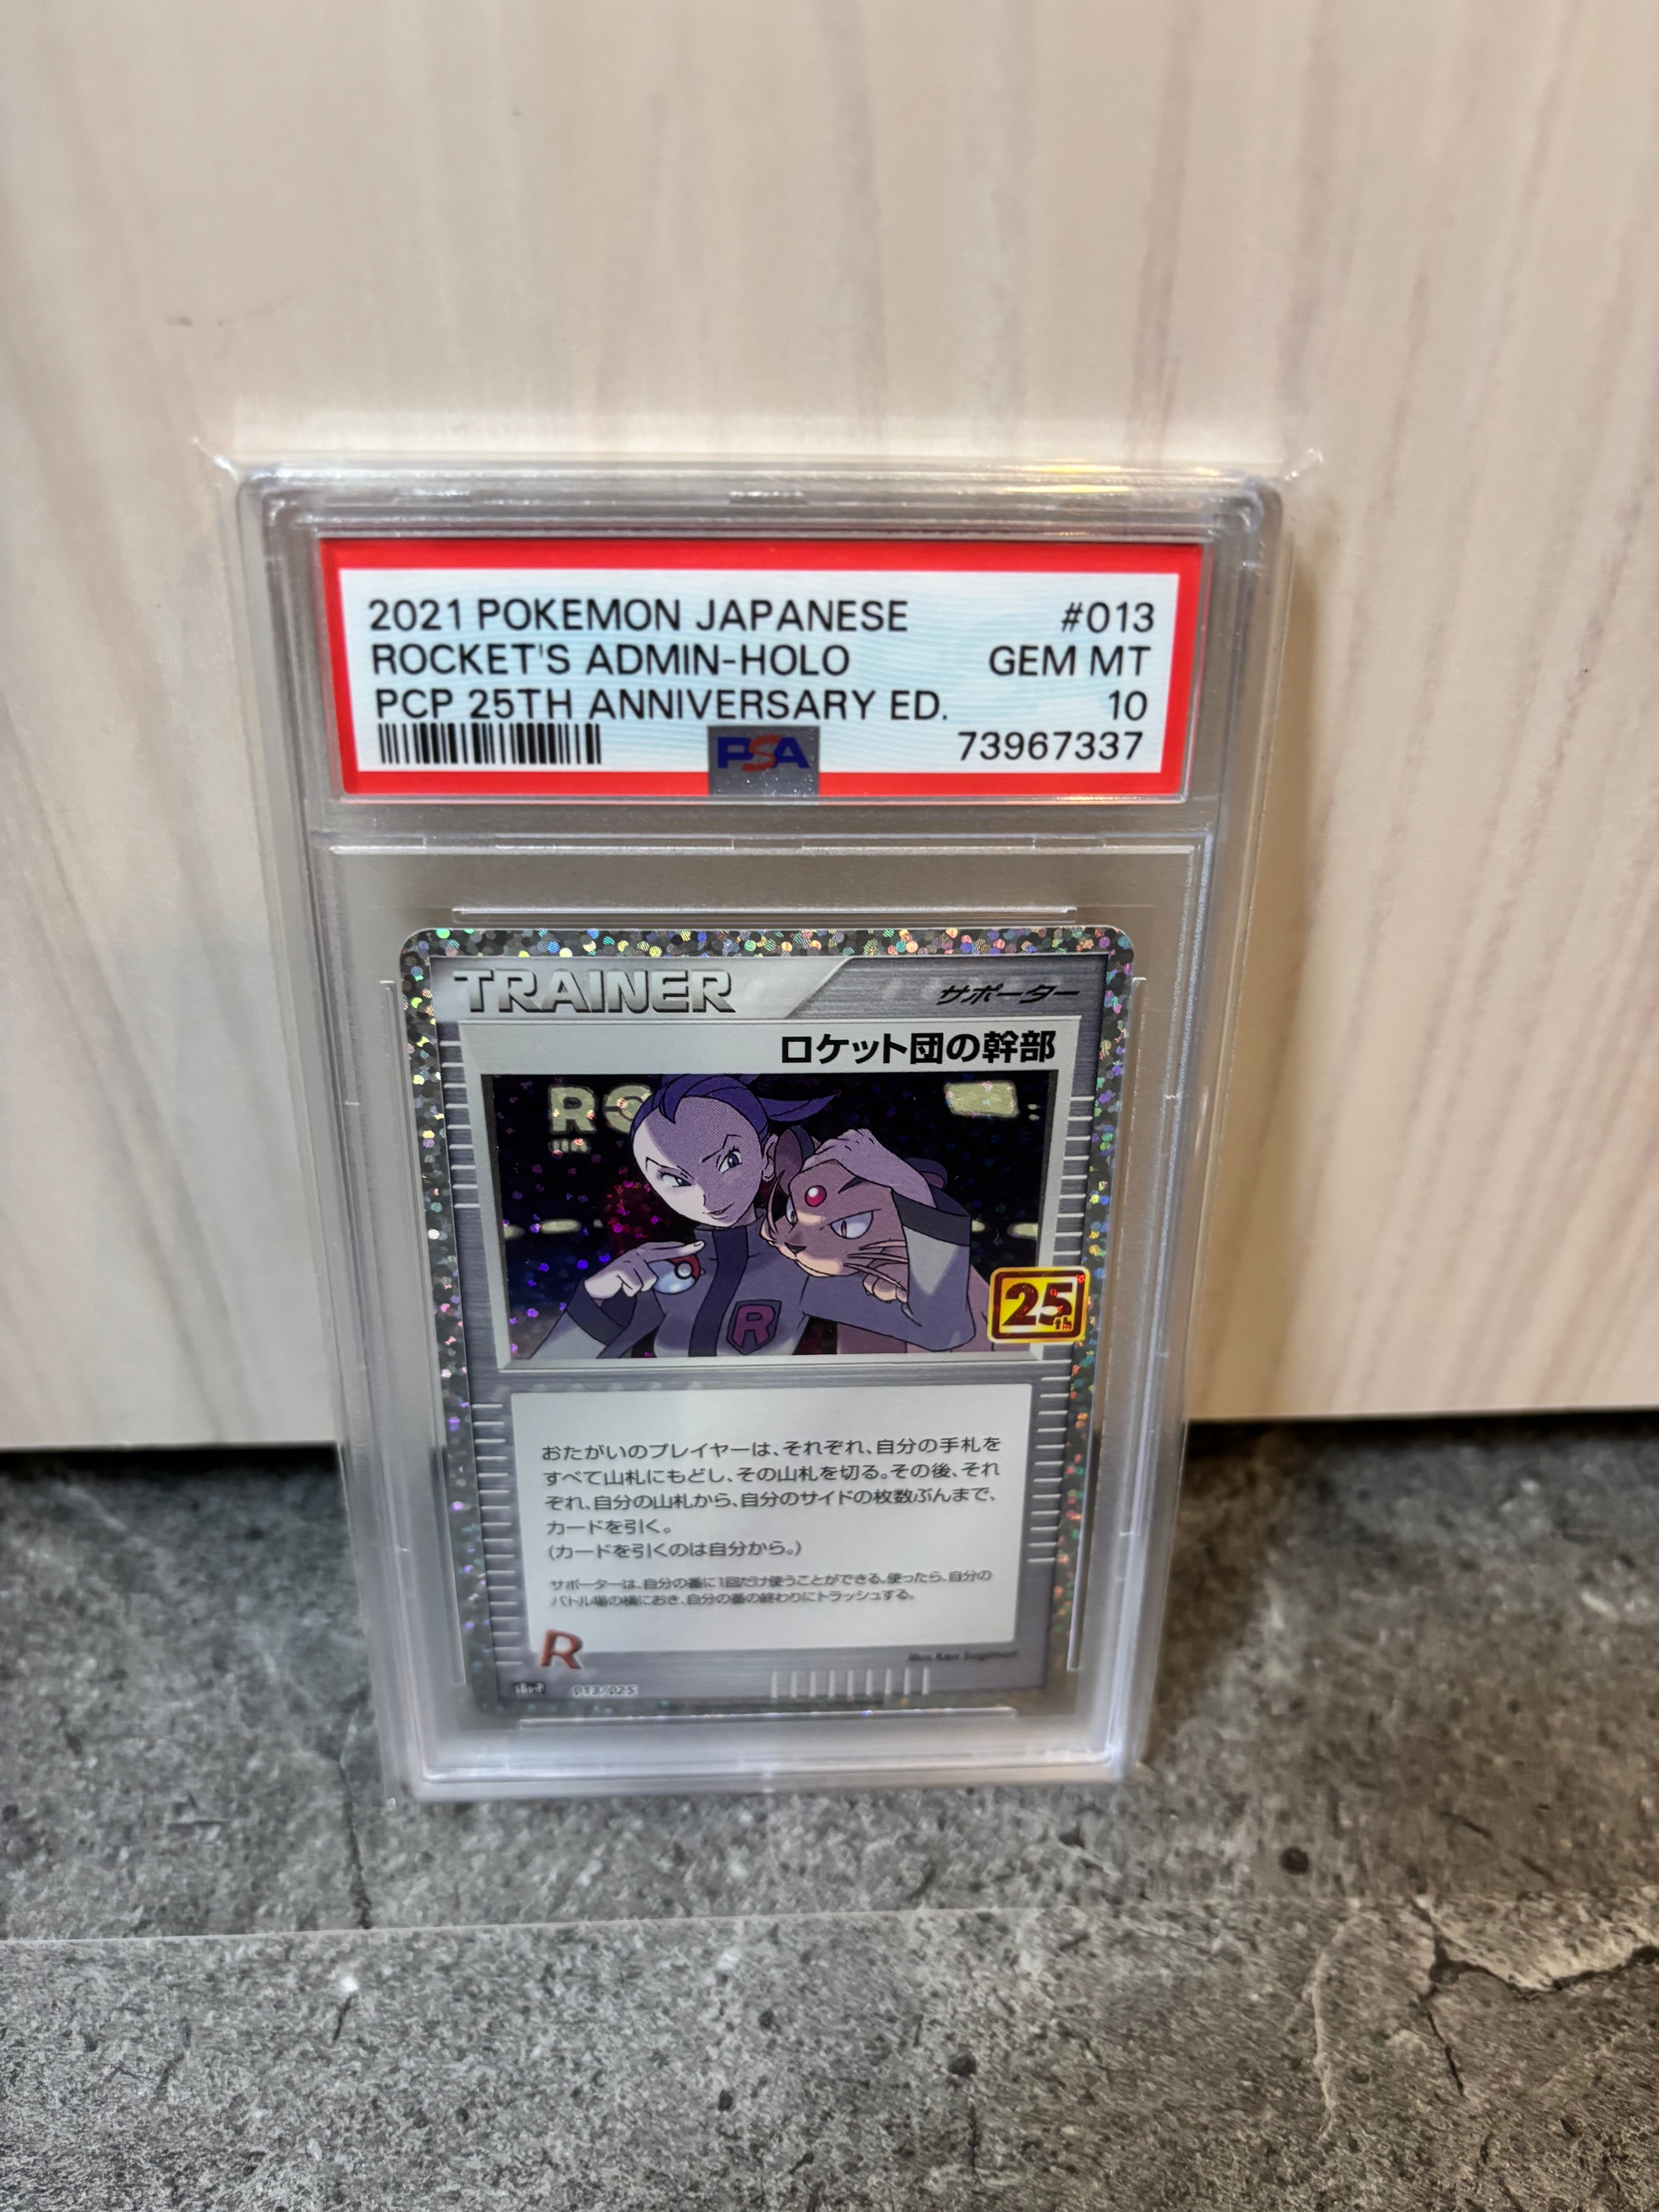 2021 POKEMON JAPANESE #013
ROCKET'S ADMIN-HOLO GEM MT
PCP 25TH ANNIVERSARY ED. 10
PSA 73967337
TRAINER サポーター
ロケット団の幹部
R
R
25th
おたがいのプレイヤーは、それぞれ、自分の手札を
すべて山札にもどし、その山札を切る。その後、それ
ぞれ、自分の山札から、自分のサイドの枚数ぶんまで、
カードを引く。
(カードを引くのは自分から。)
サポーターは、自分の番に1回だけ使うことができる。使ったら、自分の
バトル場の横におき、自分の番の終わりにトラッシュする。
R
Illus. Ken Sugimori
013/025